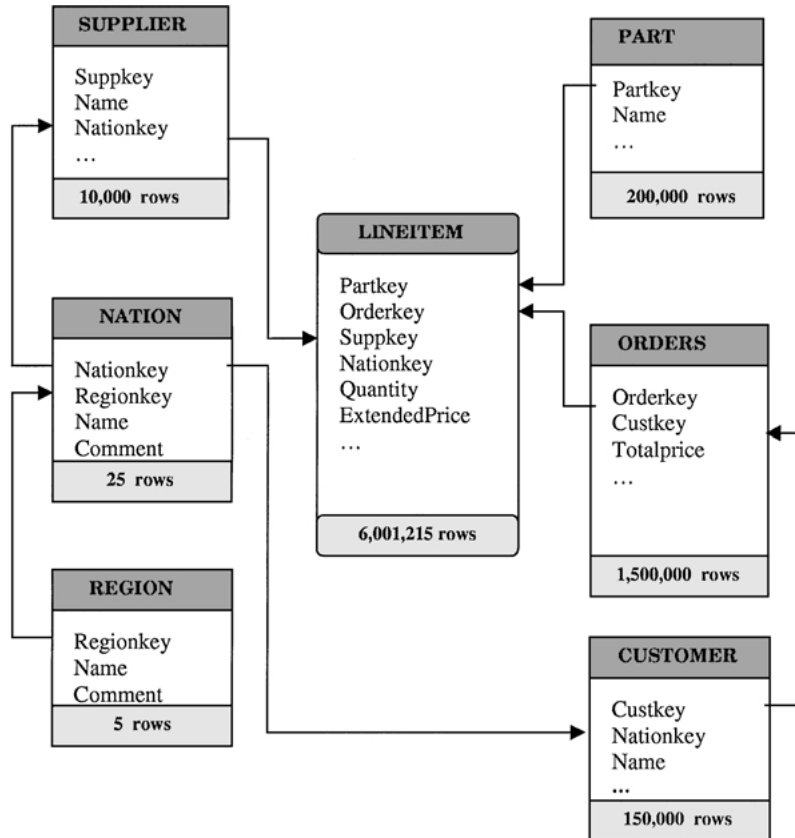 SUPPLIER
Suppkey
Name
Nationkey
…
10,000 rows
NATION
Nationkey
Regionkey
Name
Comment
25 rows
REGION
Regionkey
Name
Comment
5 rows
LINEITEM
Partkey
Orderkey
Suppkey
Nationkey
Quantity
ExtendedPrice
…
6,001,215 rows
PART
Partkey
Name
…
200,000 rows
ORDERS
Orderkey
Custkey
Totalprice
…
1,500,000 rows
CUSTOMER
Custkey
Nationkey
Name
…
150,000 rows